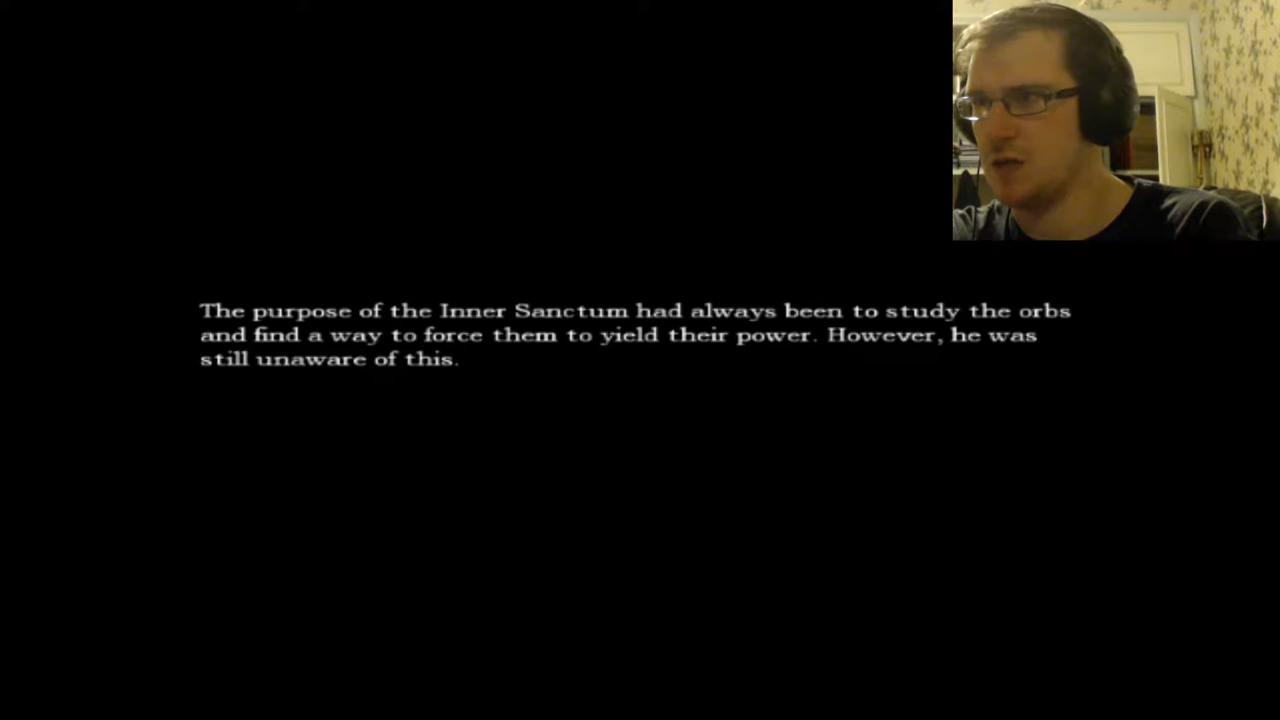 The purpose of the Inner Sanctum had always been to study the orbs
and find a way to force them to yield their power. However, he was
still unaware of this.